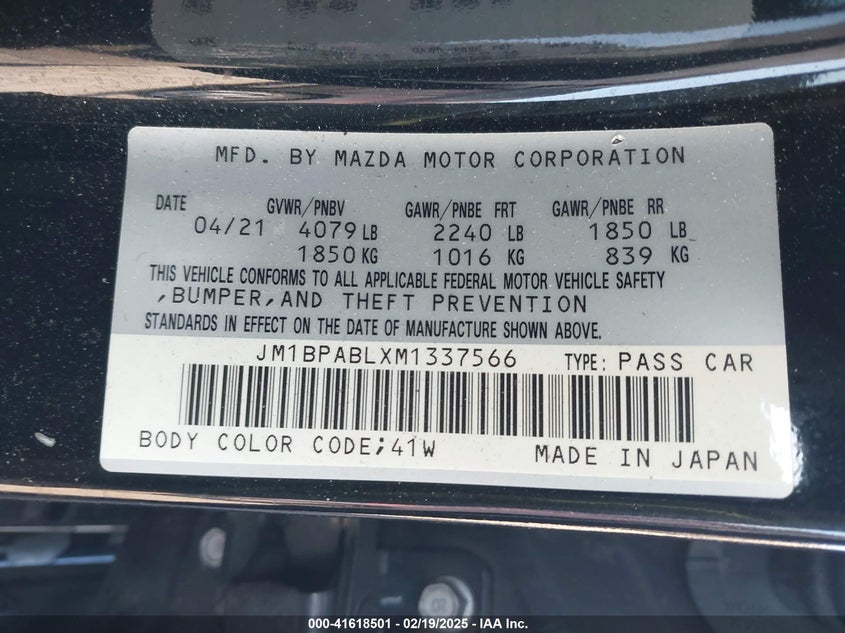 MFD. BY MAZDA MOTOR CORPORATION
DATE GVWR/PNBV GAWR/PNBE FRT GAWR/PNBE RR
04/21 4079 LB 2240 LB 1850 LB
1850 KG 1016 KG 839 KG
THIS VEHICLE CONFORMS TO ALL APPLICABLE FEDERAL MOTOR VEHICLE SAFETY
,BUMPER,AND THEFT PREVENTION
STANDARDS IN EFFECT ON THE DATE OF MANUFACTURE SHOWN ABOVE.
JM1BPABLXM1337566 TYPE: PASS CAR
BODY COLOR CODE;41W MADE IN JAPAN
000-41618501 - 02/19/2025 - IAA Inc.